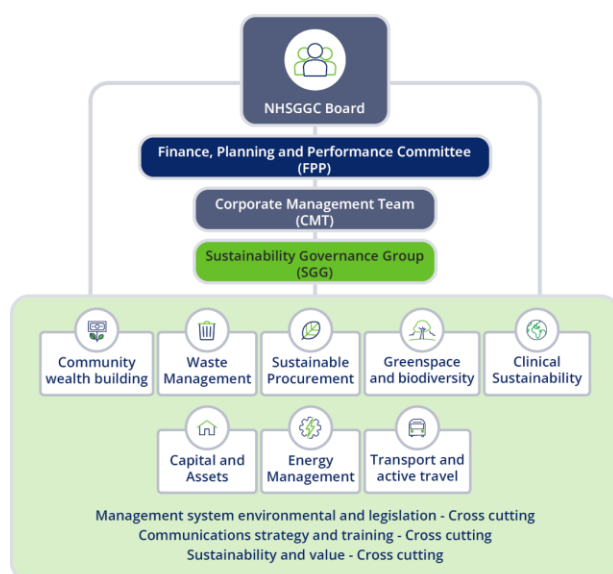 NHSGGC Board
Finance, Planning and Performance Committee
(FPP)
Corporate Management Team
(CMT)
Sustainability Governance Group
(SGG)
Community
wealth building
Waste
Management
Sustainable
Procurement
Greenspace
and biodiversity
Clinical
Sustainability
Capital and
Assets
Energy
Management
Transport and
active travel
Management system environmental and legislation - Cross cutting
Communications strategy and training - Cross cutting
Sustainability and value - Cross cutting